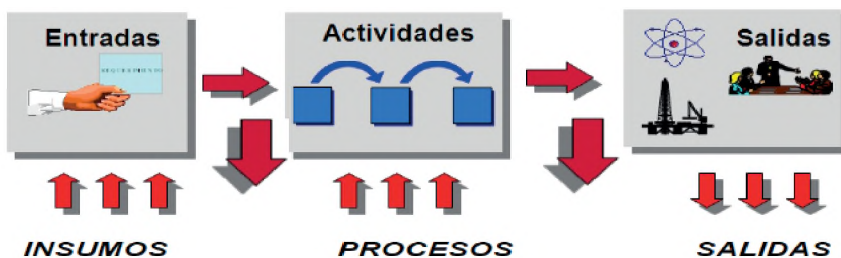 Entradas
Actividades
Salidas
INSUMOS
PROCESOS
SALIDAS